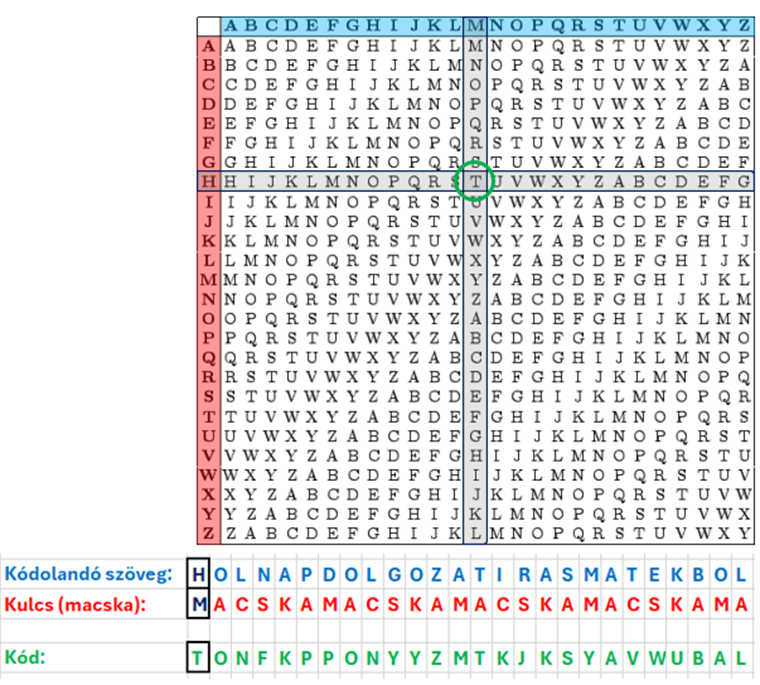 A B C D E F G H I J K L M N O P Q R S T U V W X Y Z
A A B C D E F G H I J K L M N O P Q R S T U V W X Y Z
B B C D E F G H I J K L M N O P Q R S T U V W X Y Z A
C C D E F G H I J K L M N O P Q R S T U V W X Y Z A B
D D E F G H I J K L M N O P Q R S T U V W X Y Z A B C
E E F G H I J K L M N O P Q R S T U V W X Y Z A B C D
F F G H I J K L M N O P Q R S T U V W X Y Z A B C D E
G G H I J K L M N O P Q R S T U V W X Y Z A B C D E F
H H I J K L M N O P Q R S T U V W X Y Z A B C D E F G
I I J K L M N O P Q R S T U V W X Y Z A B C D E F G H
J J K L M N O P Q R S T U V W X Y Z A B C D E F G H I
K K L M N O P Q R S T U V W X Y Z A B C D E F G H I J
L L M N O P Q R S T U V W X Y Z A B C D E F G H I J K
M M N O P Q R S T U V W X Y Z A B C D E F G H I J K L
N N O P Q R S T U V W X Y Z A B C D E F G H I J K L M
O O P Q R S T U V W X Y Z A B C D E F G H I J K L M N
P P Q R S T U V W X Y Z A B C D E F G H I J K L M N O
Q Q R S T U V W X Y Z A B C D E F G H I J K L M N O P
R R S T U V W X Y Z A B C D E F G H I J K L M N O P Q
S S T U V W X Y Z A B C D E F G H I J K L M N O P Q R
T T U V W X Y Z A B C D E F G H I J K L M N O P Q R S
U U V W X Y Z A B C D E F G H I J K L M N O P Q R S T
V V W X Y Z A B C D E F G H I J K L M N O P Q R S T U
W W X Y Z A B C D E F G H I J K L M N O P Q R S T U V
X X Y Z A B C D E F G H I J K L M N O P Q R S T U V W
Y Y Z A B C D E F G H I J K L M N O P Q R S T U V W X
Z Z A B C D E F G H I J K L M N O P Q R S T U V W X Y
Kódolandó szöveg: H O L N A P D O L G O Z A T I R A S M A T E K B O L
Kulcs (macska): M A C S K A M A C S K A M A C S K A M A C S K A M A
Kód: T O N F K P P O N Y Y Z M T K J K S Y A V W U B A L